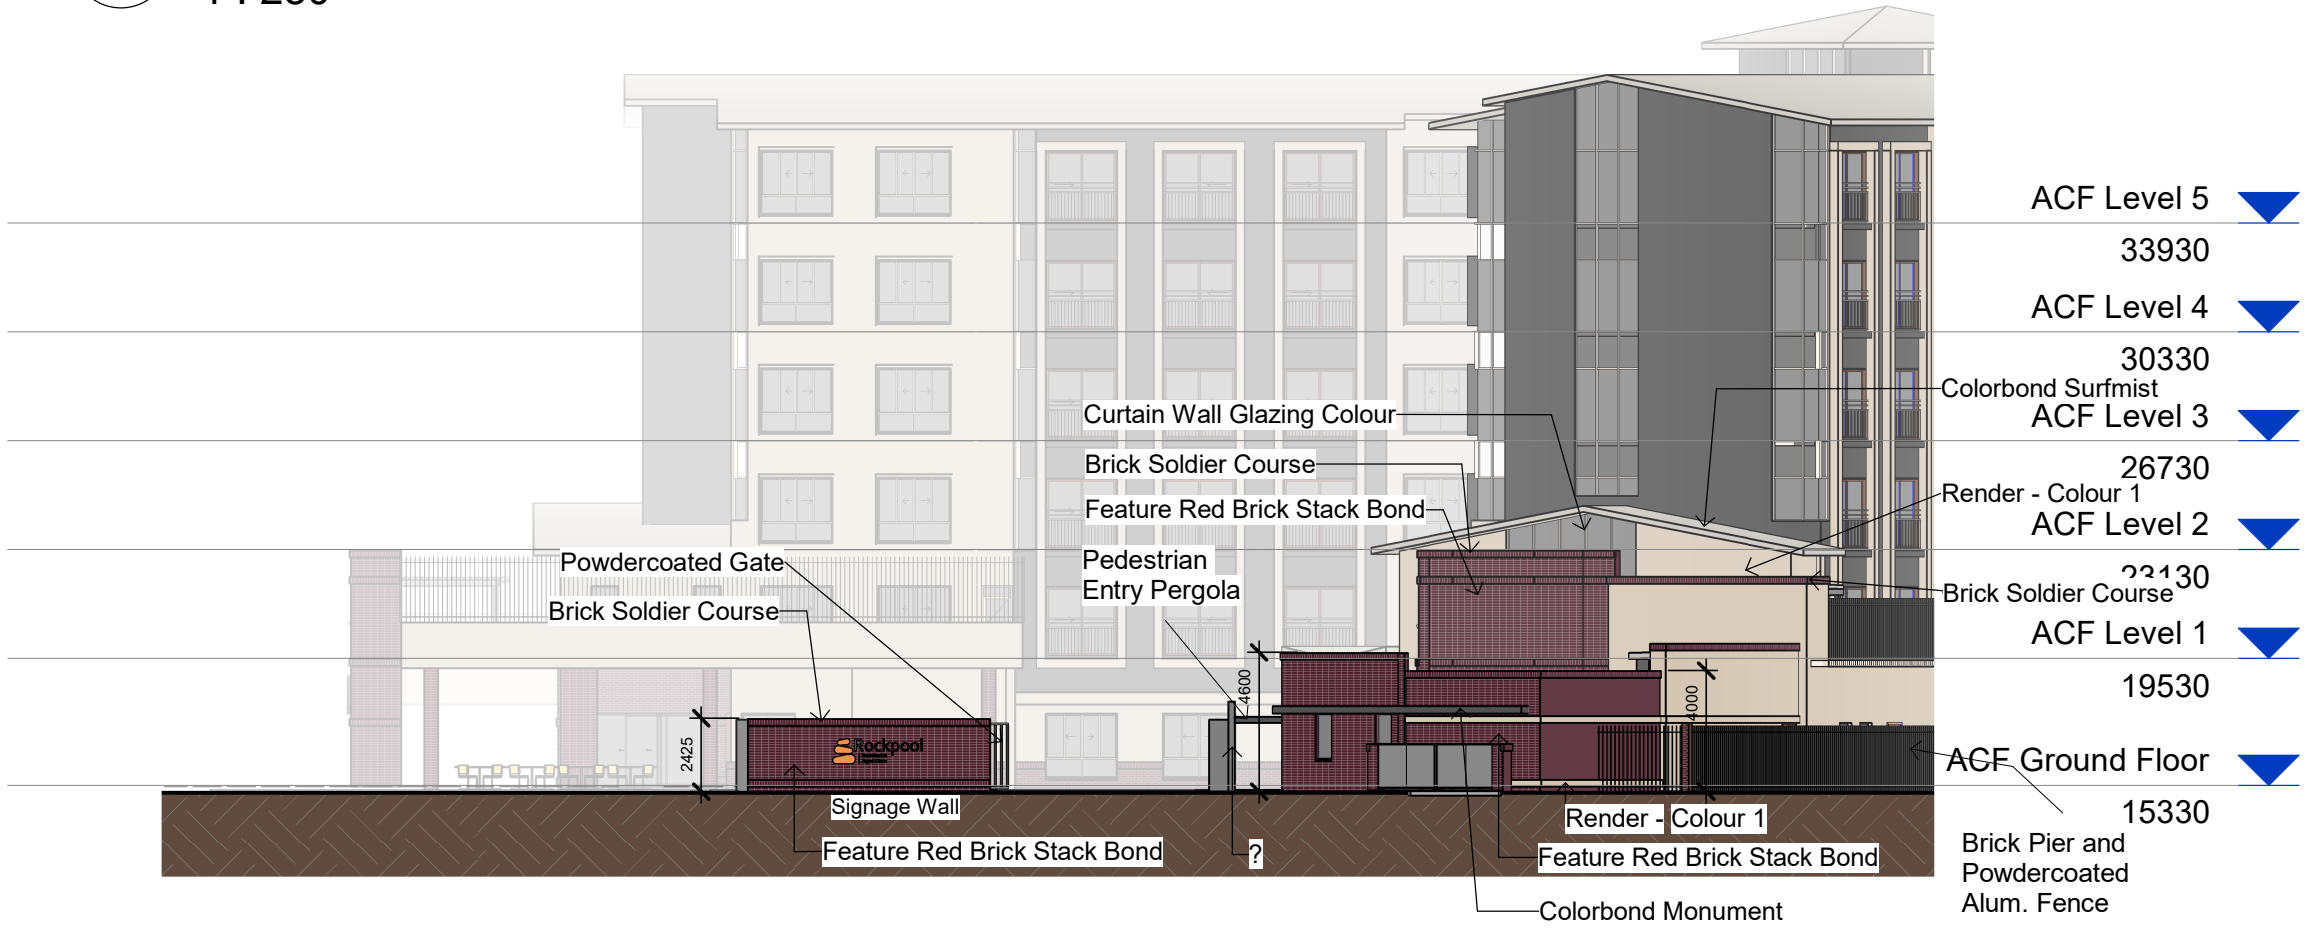 ACF Level 5
33930
ACF Level 4
30330
Colorbond Surfmist
Curtain Wall Glazing Colour
ACF Level 3
Brick Soldier Course
26730
Render - Colour 1
Feature Red Brick Stack Bond
ACF Level 2
Powdercoated Gate
Pedestrian
Entry Pergola
23130
Brick Soldier Course
Brick Soldier Course
ACF Level 1
4600
19530
4000
2425
Rockpool
ACF Ground Floor
Signage Wall
15330
Render - Colour 1
Feature Red Brick Stack Bond
?
Feature Red Brick Stack Bond
Brick Pier and
Powdercoated
Alum. Fence
Colorbond Monument